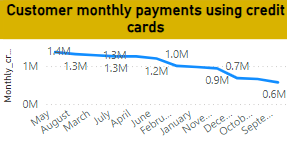 Customer monthly payments using credit
cards
Monthly_cr...
1M
0M
1.4M
1.3M
1.3M
1.3M
1.2M
1.0M
0.9M
0.7M
0.6M
May
August
March
July
April
June
Febru...
January
Nove...
Dece...
Octob...
Septe...